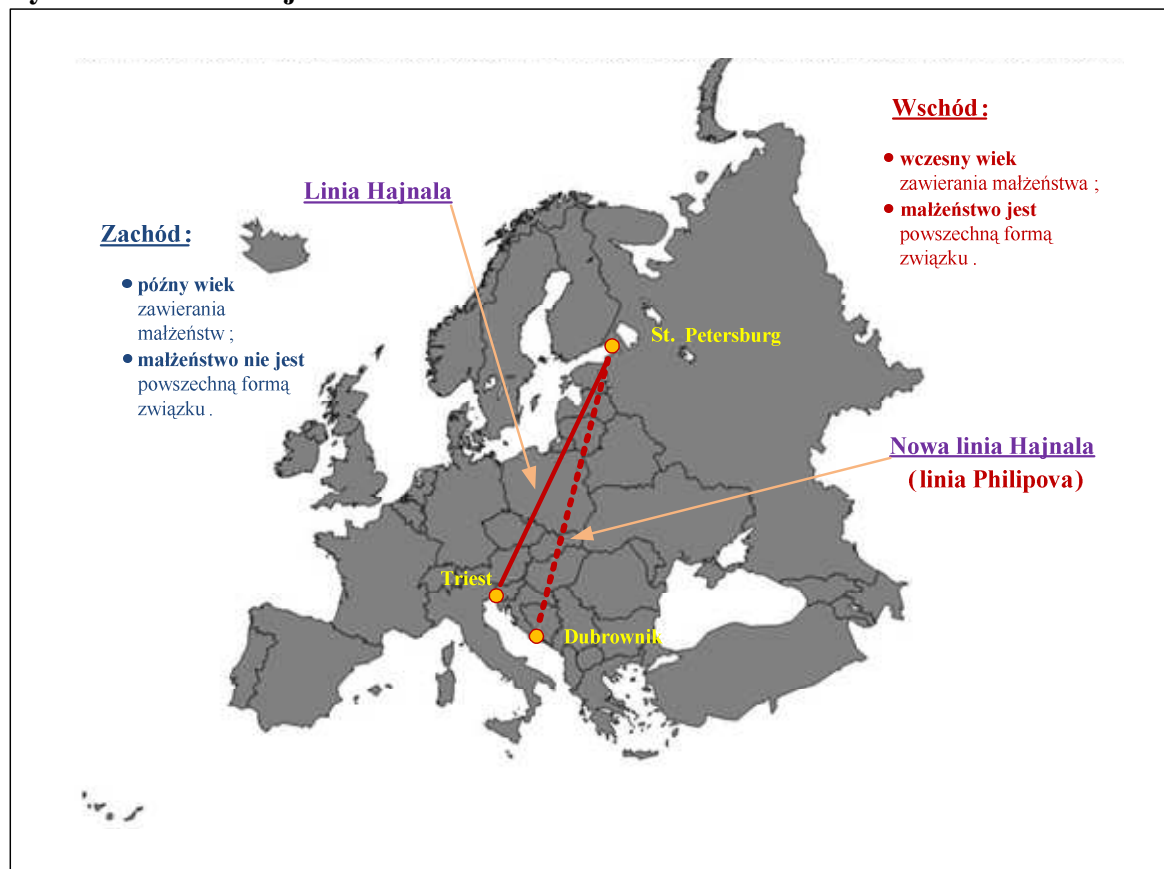 Wschód :
• wczesny wiek
zawierania małżeństwa ;
• małżeństwo jest
powszechną formą
związku .
Linia Hajnala
Zachód :
• późny wiek
zawierania
małżeństw ;
• małżeństwo nie jest
powszechną formą
związku .
St. Petersburg
Nowa linia Hajnala
( linia Philipova )
Triest
Dubrownik